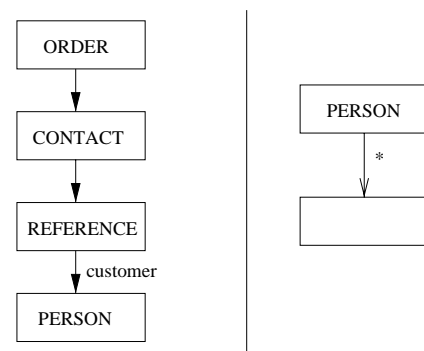 ORDER
CONTACT
REFERENCE
customer
PERSON
PERSON
*